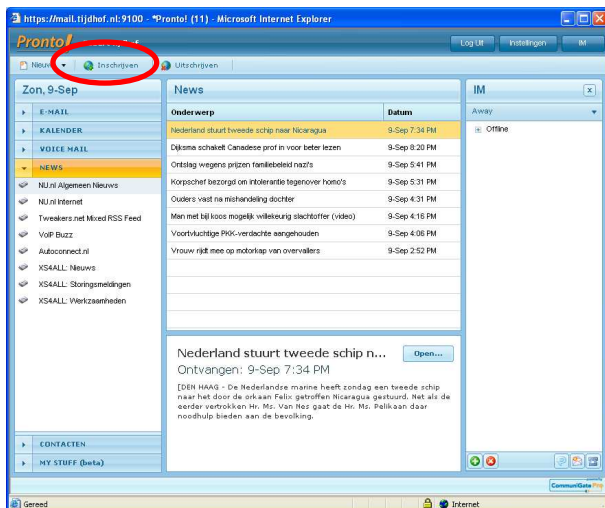 https://mail.tijdhof.nl:9100 - *Pronto! (11) - Microsoft Internet Explorer
Pronto!
Log Uit Instellingen IM
Nieuw Inschrijven Uitschrijven
Zon, 9-Sep
E-MAIL
KALENDER
VOICE MAIL
NEWS
NU.nl Algemeen Nieuws
NU.nl Internet
Tweakers.net Mixed RSS Feed
VoIP Buzz
Autoconnect.nl
XS4ALL: Nieuws
XS4ALL: Storingsmeldingen
XS4ALL: Werkzaamheden
CONTACTEN
MY STUFF (beta)
News
Onderwerp Datum
Nederland stuurt tweede schip naar Nicaragua 9-Sep 7:34 PM
Dijksma schakelt Canadese prof in voor beter lezen 9-Sep 8:20 PM
Ontslag wegens prijzen familiebeleid nazi's 9-Sep 5:41 PM
Korpschef bezorgd om intolerantie tegenover homo's 9-Sep 5:31 PM
Ouders vast na mishandeling dochter 9-Sep 4:31 PM
Man met bijl koos mogelijk willekeurig slachtoffer (video) 9-Sep 4:16 PM
Voortvluchtige PKK-verdachte aangehouden 9-Sep 4:06 PM
Vrouw rijdt mee op motorkap van overvallers 9-Sep 2:52 PM
Nederland stuurt tweede schip n... Open...
Ontvangen: 9-Sep 7:34 PM
[DEN HAAG - De Nederlandse marine heeft zondag een tweede schip
naar het door de orkaan Felix getroffen Nicaragua gestuurd. Net als de
eerder vertrokken Hr. Ms. Van Nes gaat de Hr. Ms. Pelikaan daar
noodhulp bieden aan de bevolking.
IM x
Away
Offline
CommuniGate Pro
Gereed Internet